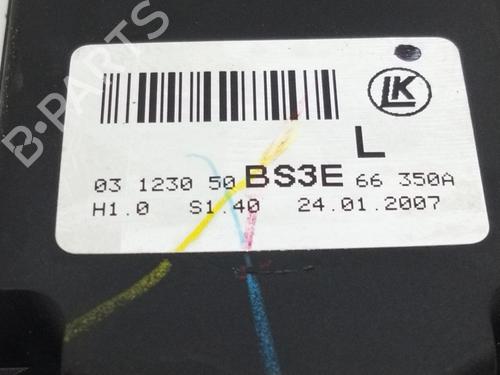 B-PARTS
LK
L
03 1230 50 BS3E 66 350A
H1.0 S1.40 24.01.2007